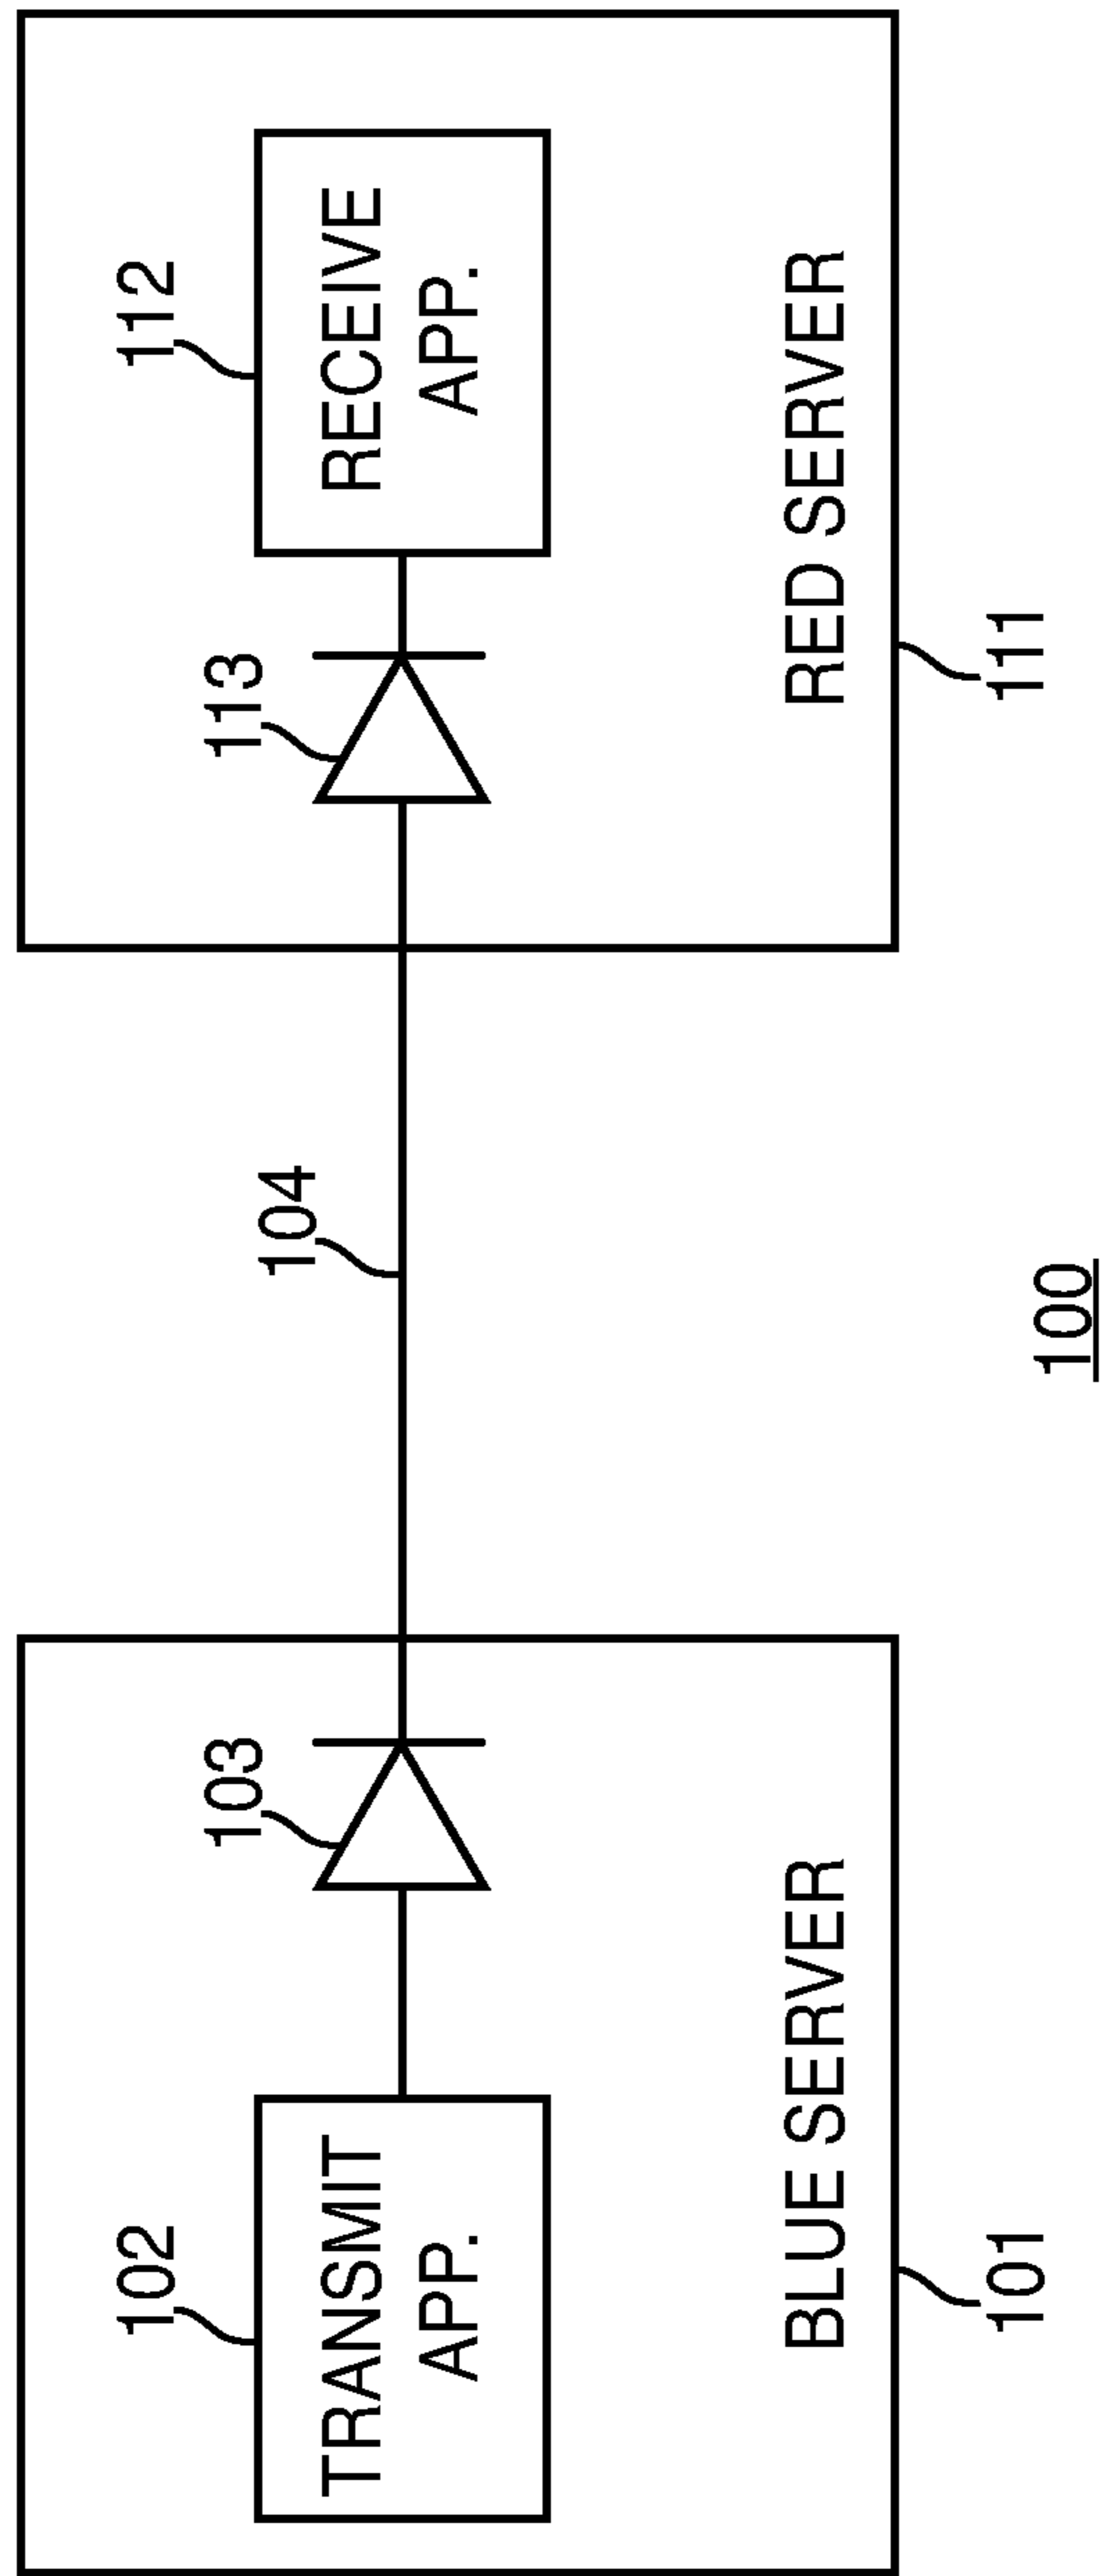 102
TRANSMIT
APP.
103
BLUE SERVER
101
104
100
113
112
RECEIVE
APP.
RED SERVER
111